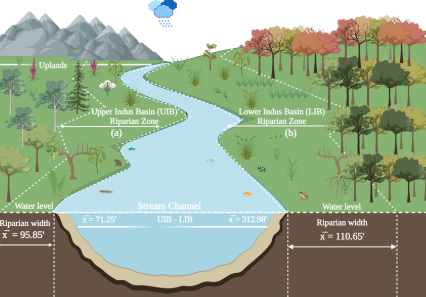 Uplands
Upper Indus Basin (UIB)
Riparian Zone
(a)
Lower Indus Basin (LIB)
Riparian Zone
(b)
Water level
Stream Channel
Water level
x̄ = 71.25'
UIB - LIB
x̄ = 312.98'
Riparian width
x̄ = 95.85'
Riparian width
x̄ = 110.65'